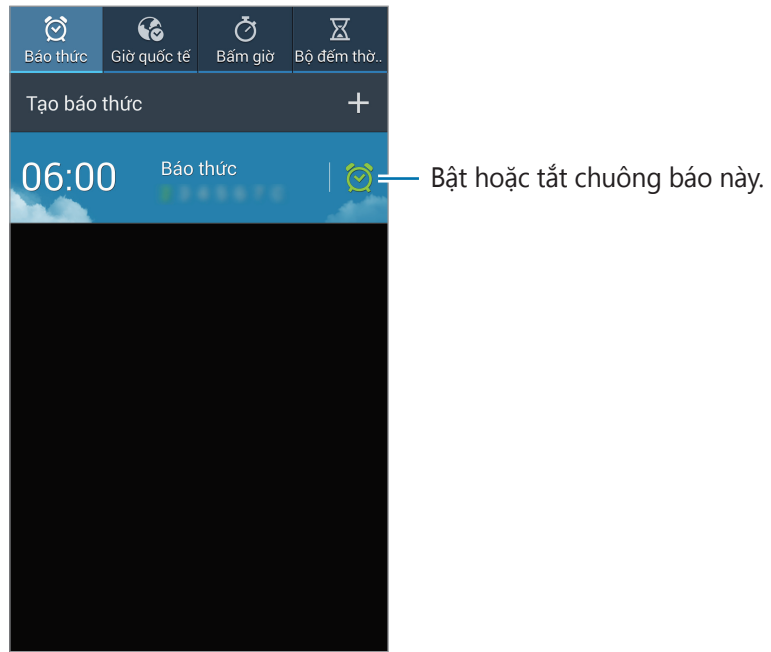 Báo thức Giờ quốc tế Bấm giờ Bộ đếm thờ..
Tạo báo thức
06:00 Báo thức
Bật hoặc tắt chuông báo này.